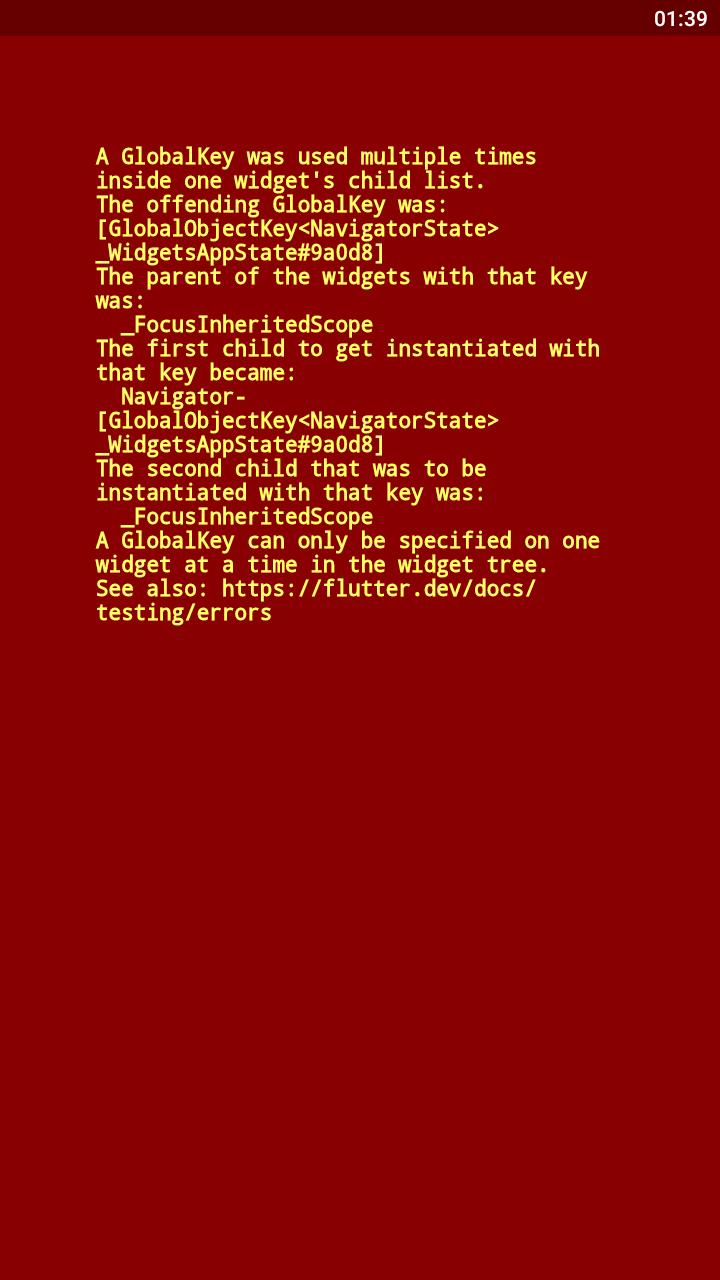 01:39
A GlobalKey was used multiple times
inside one widget's child list.
The offending GlobalKey was:
[GlobalObjectKey<NavigatorState>
_WidgetsAppState#9a0d8]
The parent of the widgets with that key
was:
  _FocusInheritedScope
The first child to get instantiated with
that key became:
  Navigator-
[GlobalObjectKey<NavigatorState>
_WidgetsAppState#9a0d8]
The second child that was to be
instantiated with that key was:
  _FocusInheritedScope
A GlobalKey can only be specified on one
widget at a time in the widget tree.
See also: https://flutter.dev/docs/
testing/errors